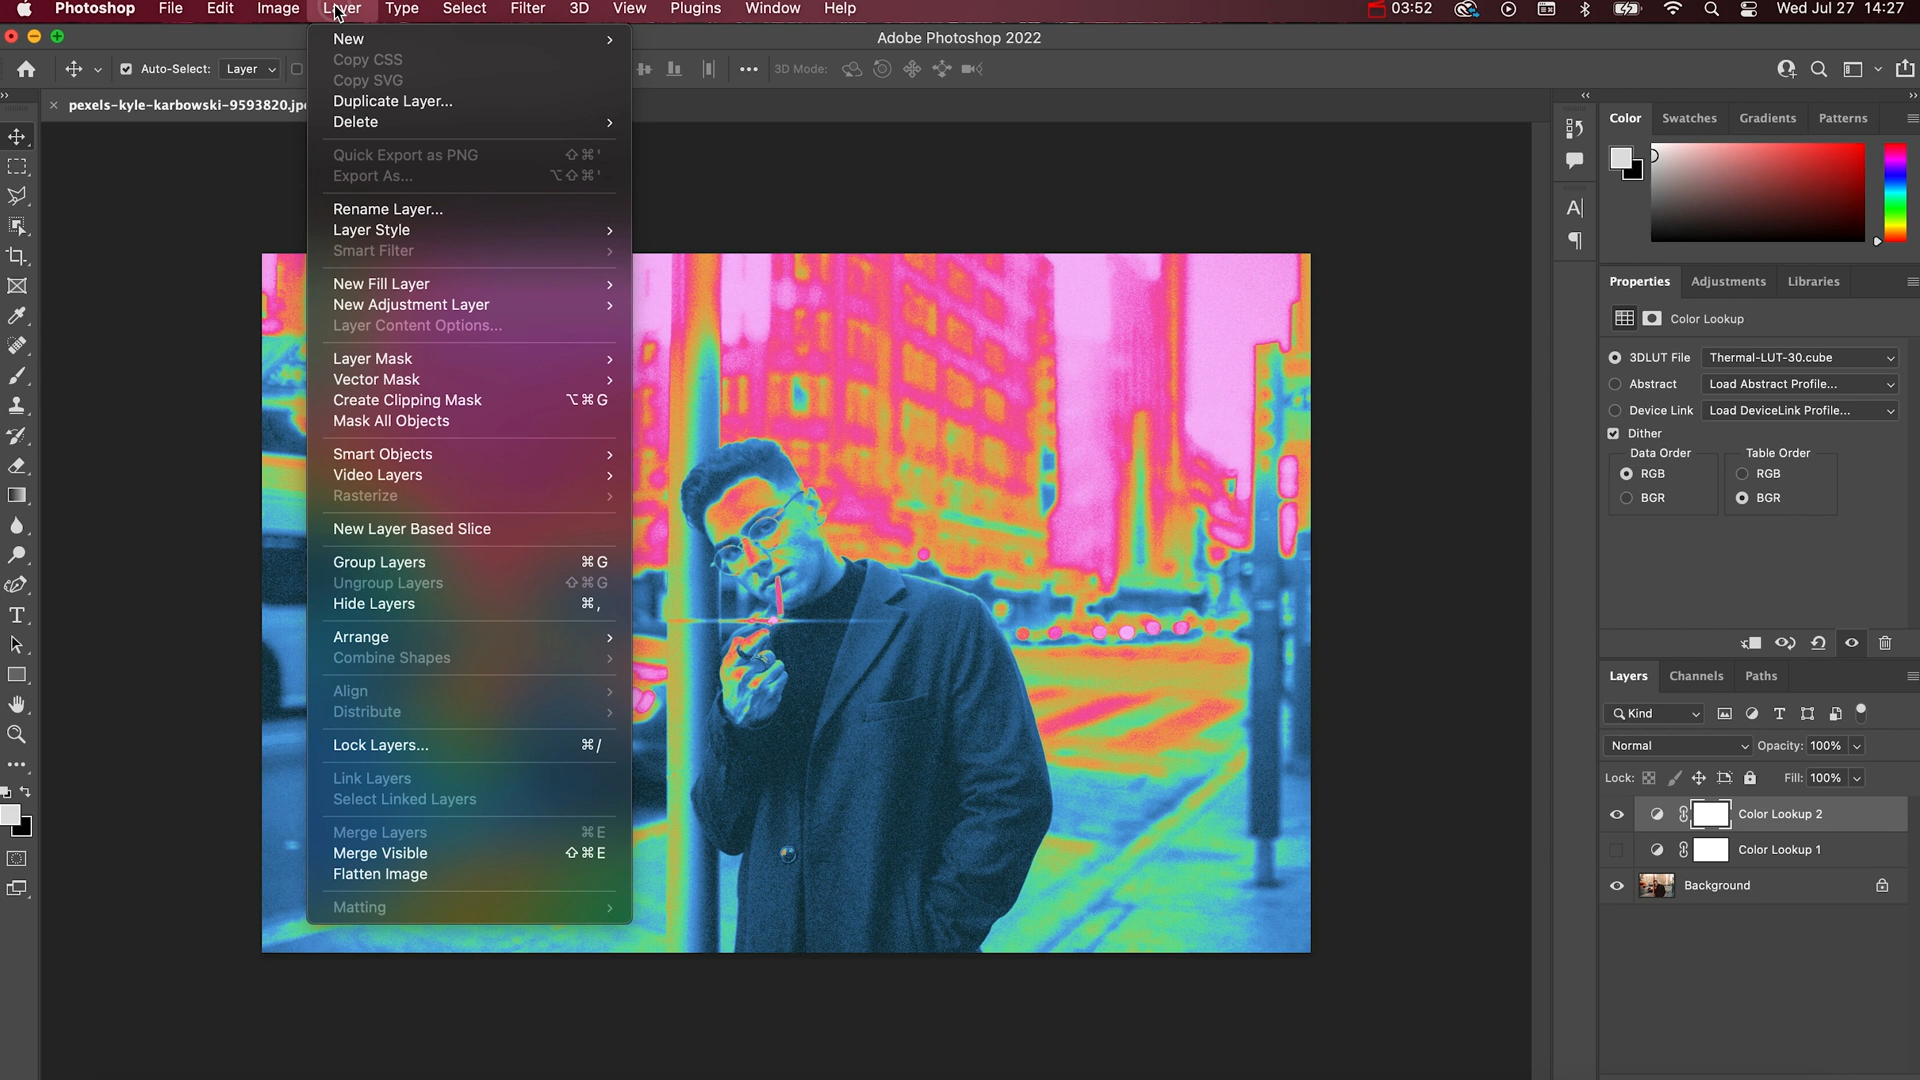 Photoshop File Edit Image Layer Type Select Filter 3D View Plugins Window Help 03:52 Wed Jul 27 14:27
Adobe Photoshop 2022
Auto-Select: Layer 3D Mode:
× pexels-kyle-karbowski-9593820.jpe
New
Copy CSS
Copy SVG
Duplicate Layer...
Delete
Quick Export as PNG ⇧⌘'
Export As... ⌥⇧⌘'
Rename Layer...
Layer Style
Smart Filter
New Fill Layer
New Adjustment Layer
Layer Content Options...
Layer Mask
Vector Mask
Create Clipping Mask ⌥⌘G
Mask All Objects
Smart Objects
Video Layers
Rasterize
New Layer Based Slice
Group Layers ⌘G
Ungroup Layers ⇧⌘G
Hide Layers ⌘,
Arrange
Combine Shapes
Align
Distribute
Lock Layers... ⌘/
Link Layers
Select Linked Layers
Merge Layers ⌘E
Merge Visible ⇧⌘E
Flatten Image
Matting
Color Swatches Gradients Patterns
Properties Adjustments Libraries
Color Lookup
3DLUT File Thermal-LUT-30.cube
Abstract Load Abstract Profile...
Device Link Load DeviceLink Profile...
Dither
Data Order Table Order
RGB RGB
BGR BGR
Layers Channels Paths
Kind
Normal Opacity: 100%
Lock: Fill: 100%
Color Lookup 2
Color Lookup 1
Background